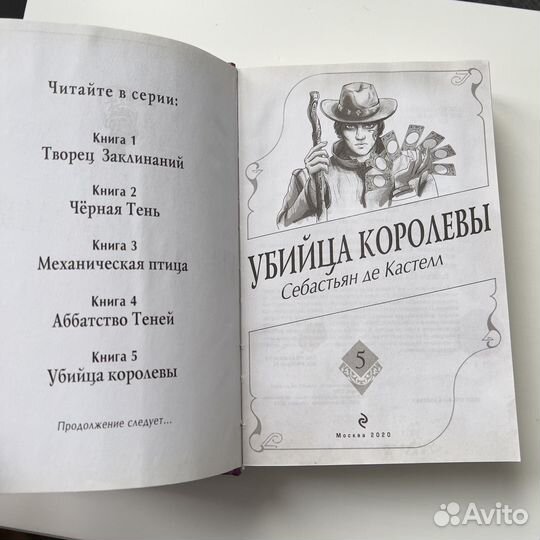 Читайте в серии:
Книга 1
Творец Заклинаний
Книга 2
Чёрная Тень
Книга 3
Механическая птица
Книга 4
Аббатство Теней
Книга 5
Убийца королевы
Продолжение следует...
УБИЙЦА КОРОЛЕВЫ
Себастьян де Кастелл
5
Москва 2020
Avito